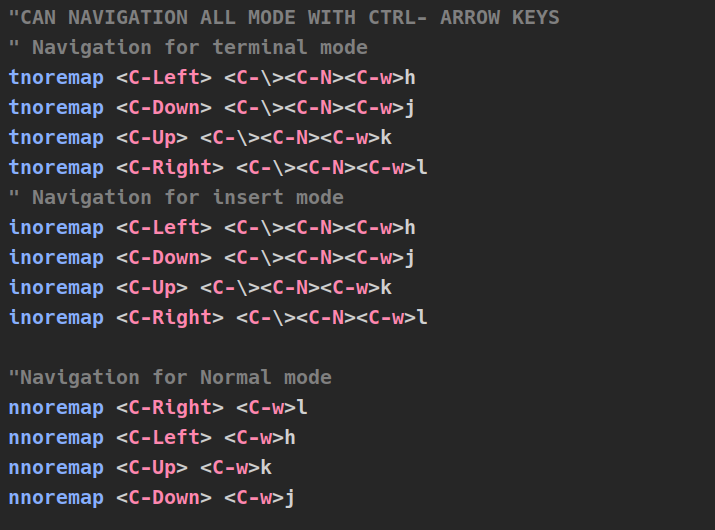 "CAN NAVIGATION ALL MODE WITH CTRL- ARROW KEYS
" Navigation for terminal mode
tnoremap <C-Left> <C-\><C-N><C-w>h
tnoremap <C-Down> <C-\><C-N><C-w>j
tnoremap <C-Up> <C-\><C-N><C-w>k
tnoremap <C-Right> <C-\><C-N><C-w>l
" Navigation for insert mode
inoremap <C-Left> <C-\><C-N><C-w>h
inoremap <C-Down> <C-\><C-N><C-w>j
inoremap <C-Up> <C-\><C-N><C-w>k
inoremap <C-Right> <C-\><C-N><C-w>l
"Navigation for Normal mode
nnoremap <C-Right> <C-w>l
nnoremap <C-Left> <C-w>h
nnoremap <C-Up> <C-w>k
nnoremap <C-Down> <C-w>j